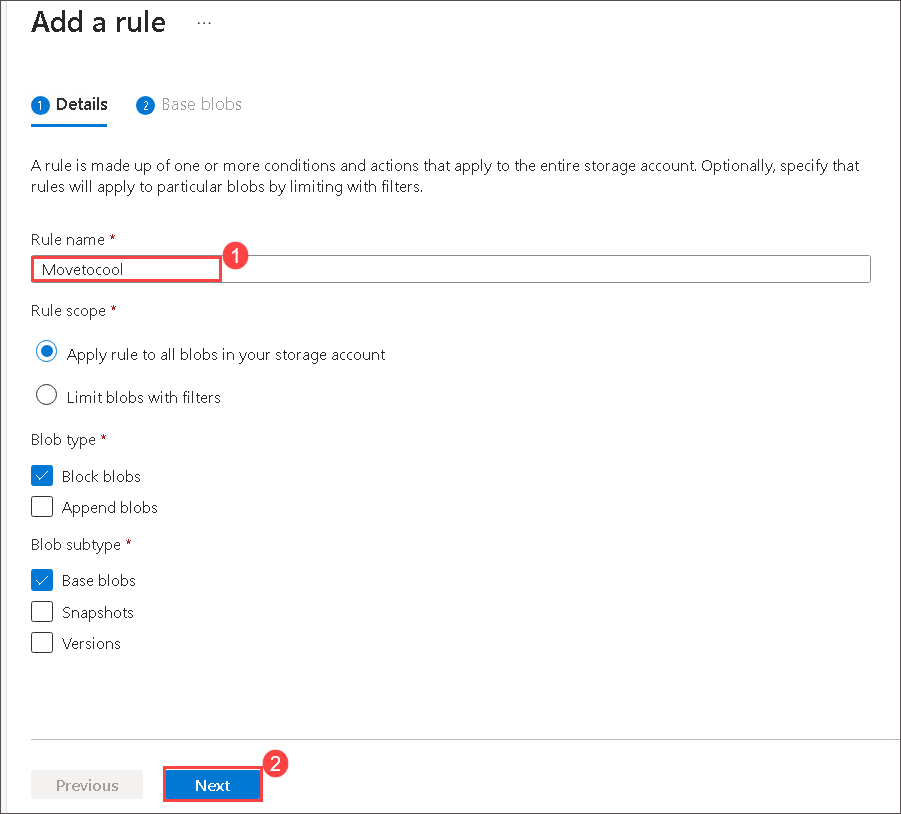 Add a rule ...
1 Details 2 Base blobs
A rule is made up of one or more conditions and actions that apply to the entire storage account. Optionally, specify that
rules will apply to particular blobs by limiting with filters.
Rule name *
1
Movetocool
Rule scope *
Apply rule to all blobs in your storage account
Limit blobs with filters
Blob type *
Block blobs
Append blobs
Blob subtype *
Base blobs
Snapshots
Versions
2
Previous Next